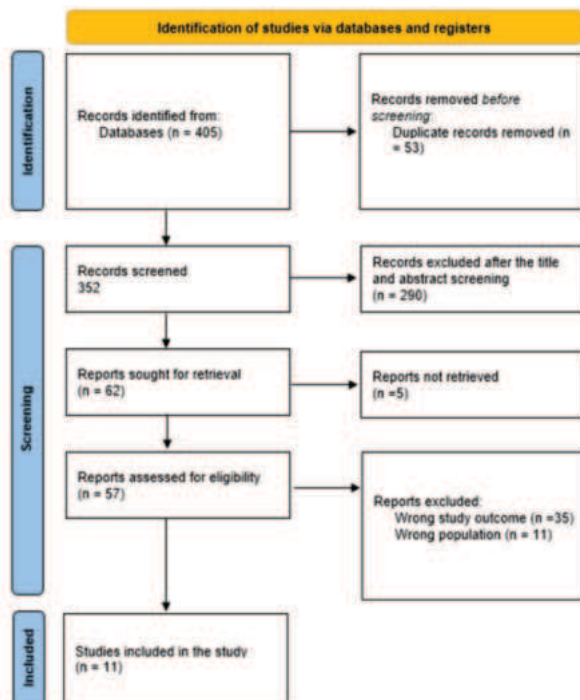 Identification of studies via databases and registers
Identification
Records identified from:
Databases (n = 405)
Records removed before
screening:
Duplicate records removed (n
= 53)
Screening
Records screened
352
Records excluded after the title
and abstract screening
(n = 290)
Reports sought for retrieval
(n = 62)
Reports not retrieved
(n =5)
Reports assessed for eligibility
(n = 57)
Reports excluded:
Wrong study outcome (n =35)
Wrong population (n = 11)
Included
Studies included in the study
(n = 11)